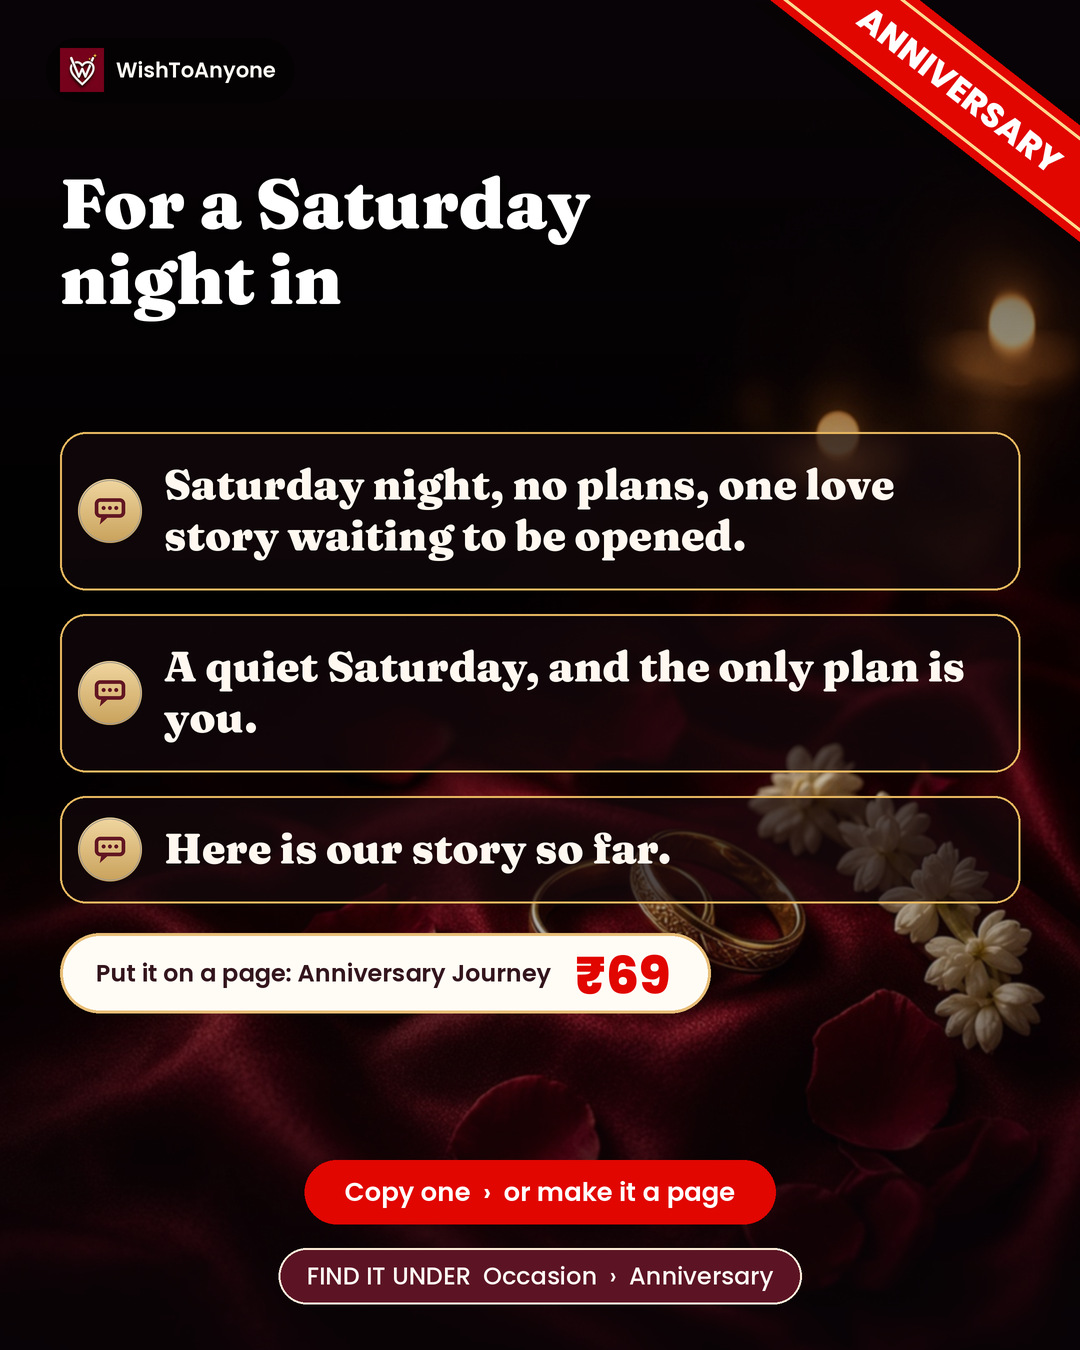 WishToAnyone
ANNIVERSARY
For a Saturday
night in
Saturday night, no plans, one love
story waiting to be opened.
A quiet Saturday, and the only plan is
you.
Here is our story so far.
Put it on a page: Anniversary Journey ₹69
Copy one › or make it a page
FIND IT UNDER Occasion › Anniversary